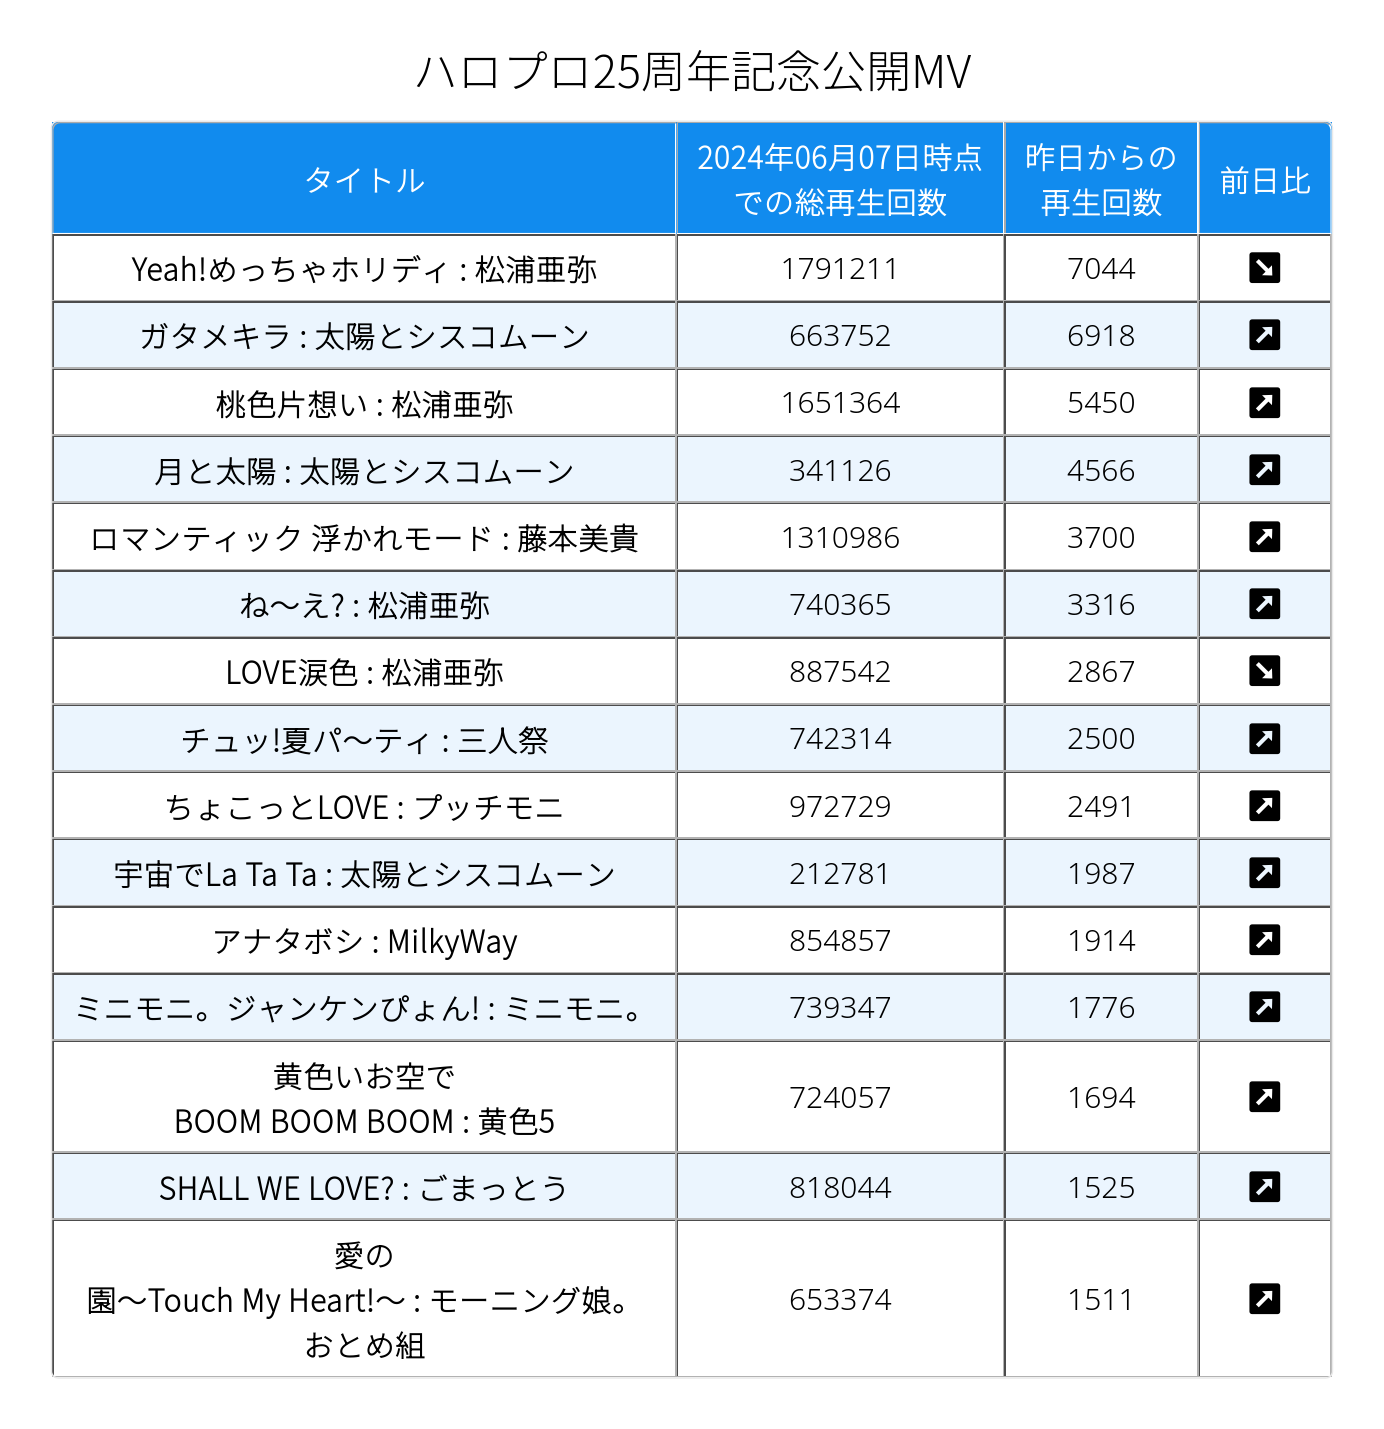 ハロプロ25周年記念公開MV
タイトル
2024年06月07日時点
での総再生回数
昨日からの
再生回数
前日比
Yeah!めっちゃホリディ : 松浦亜弥 1791211 7044
ガタメキラ : 太陽とシスコムーン 663752 6918
桃色片想い : 松浦亜弥 1651364 5450
月と太陽 : 太陽とシスコムーン 341126 4566
ロマンティック 浮かれモード : 藤本美貴 1310986 3700
ね～え? : 松浦亜弥 740365 3316
LOVE涙色 : 松浦亜弥 887542 2867
チュッ!夏パ～ティ : 三人祭 742314 2500
ちょこっとLOVE : プッチモニ 972729 2491
宇宙でLa Ta Ta : 太陽とシスコムーン 212781 1987
アナタボシ : MilkyWay 854857 1914
ミニモニ。ジャンケンぴょん! : ミニモニ。 739347 1776
黄色いお空で
BOOM BOOM BOOM : 黄色5 724057 1694
SHALL WE LOVE? : ごまっとう 818044 1525
愛の
園～Touch My Heart!～ : モーニング娘。 653374 1511
おとめ組